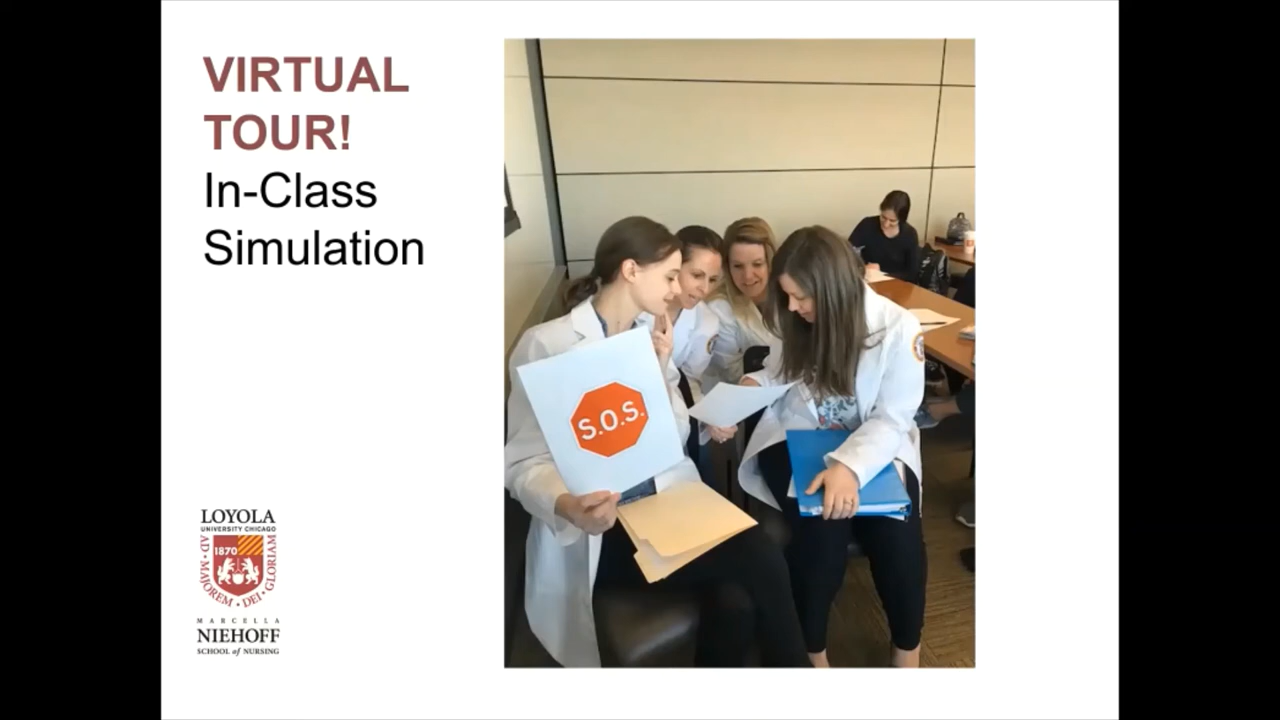 VIRTUAL
TOUR!
In-Class
Simulation
S.O.S.
LOYOLA
UNIVERSITY CHICAGO
1870
AD • MAJOREM • DEI • GLORIAM
MARCELLA
NIEHOFF
SCHOOL of NURSING